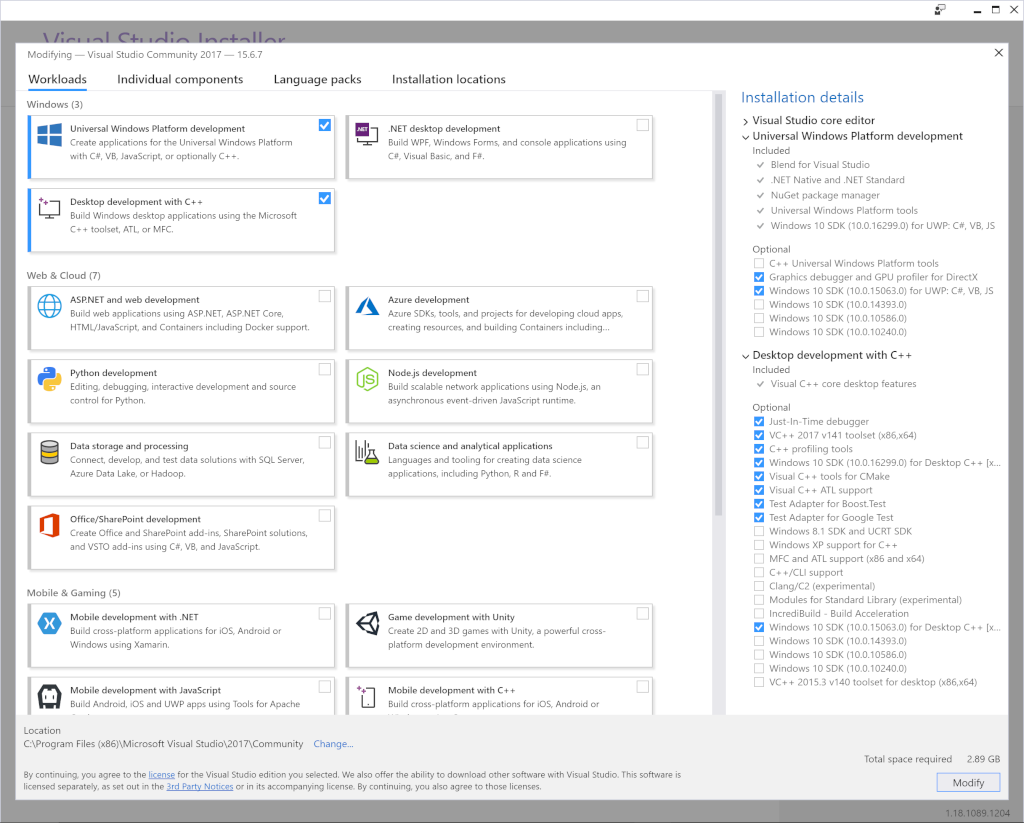 Visual Studio Installer
Modifying — Visual Studio Community 2017 — 15.6.7
Workloads
Individual components
Language packs
Installation locations
Windows (3)
Universal Windows Platform development
Create applications for the Universal Windows Platform
with C#, VB, JavaScript, or optionally C++.
.NET
.NET desktop development
Build WPF, Windows Forms, and console applications using
C#, Visual Basic, and F#.
Desktop development with C++
Build Windows desktop applications using the Microsoft
C++ toolset, ATL, or MFC.
Web & Cloud (7)
ASP.NET and web development
Build web applications using ASP.NET, ASP.NET Core,
HTML/JavaScript, and Containers including Docker support.
Azure development
Azure SDKs, tools, and projects for developing cloud apps,
creating resources, and building Containers including...
Python development
Editing, debugging, interactive development and source
control for Python.
JS
Node.js development
Build scalable network applications using Node.js, an
asynchronous event-driven JavaScript runtime.
Data storage and processing
Connect, develop, and test data solutions with SQL Server,
Azure Data Lake, or Hadoop.
Data science and analytical applications
Languages and tooling for creating data science
applications, including Python, R and F#.
Office/SharePoint development
Create Office and SharePoint add-ins, SharePoint solutions,
and VSTO add-ins using C#, VB, and JavaScript.
Mobile & Gaming (5)
Mobile development with .NET
Build cross-platform applications for iOS, Android or
Windows using Xamarin.
Game development with Unity
Create 2D and 3D games with Unity, a powerful cross-
platform development environment.
Mobile development with JavaScript
Build Android, iOS and UWP apps using Tools for Apache
Mobile development with C++
Build cross-platform applications for iOS, Android or
Installation details
Visual Studio core editor
Universal Windows Platform development
Included
Blend for Visual Studio
.NET Native and .NET Standard
NuGet package manager
Universal Windows Platform tools
Windows 10 SDK (10.0.16299.0) for UWP: C#, VB, JS
Optional
C++ Universal Windows Platform tools
Graphics debugger and GPU profiler for DirectX
Windows 10 SDK (10.0.15063.0) for UWP: C#, VB, JS
Windows 10 SDK (10.0.14393.0)
Windows 10 SDK (10.0.10586.0)
Windows 10 SDK (10.0.10240.0)
Desktop development with C++
Included
Visual C++ core desktop features
Optional
Just-In-Time debugger
VC++ 2017 v141 toolset (x86,x64)
C++ profiling tools
Windows 10 SDK (10.0.16299.0) for Desktop C++ [x...
Visual C++ tools for CMake
Visual C++ ATL support
Test Adapter for Boost.Test
Test Adapter for Google Test
Windows 8.1 SDK and UCRT SDK
Windows XP support for C++
MFC and ATL support (x86 and x64)
C++/CLI support
Clang/C2 (experimental)
Modules for Standard Library (experimental)
IncrediBuild - Build Acceleration
Windows 10 SDK (10.0.15063.0) for Desktop C++ [x...
Windows 10 SDK (10.0.14393.0)
Windows 10 SDK (10.0.10586.0)
Windows 10 SDK (10.0.10240.0)
VC++ 2015.3 v140 toolset for desktop (x86,x64)
Location
C:\Program Files (x86)\Microsoft Visual Studio\2017\Community Change...
By continuing, you agree to the license for the Visual Studio edition you selected. We also offer the ability to download other software with Visual Studio. This software is
licensed separately, as set out in the 3rd Party Notices or in its accompanying license. By continuing, you also agree to those licenses.
Total space required 2.89 GB
Modify
1.18.1089.1204